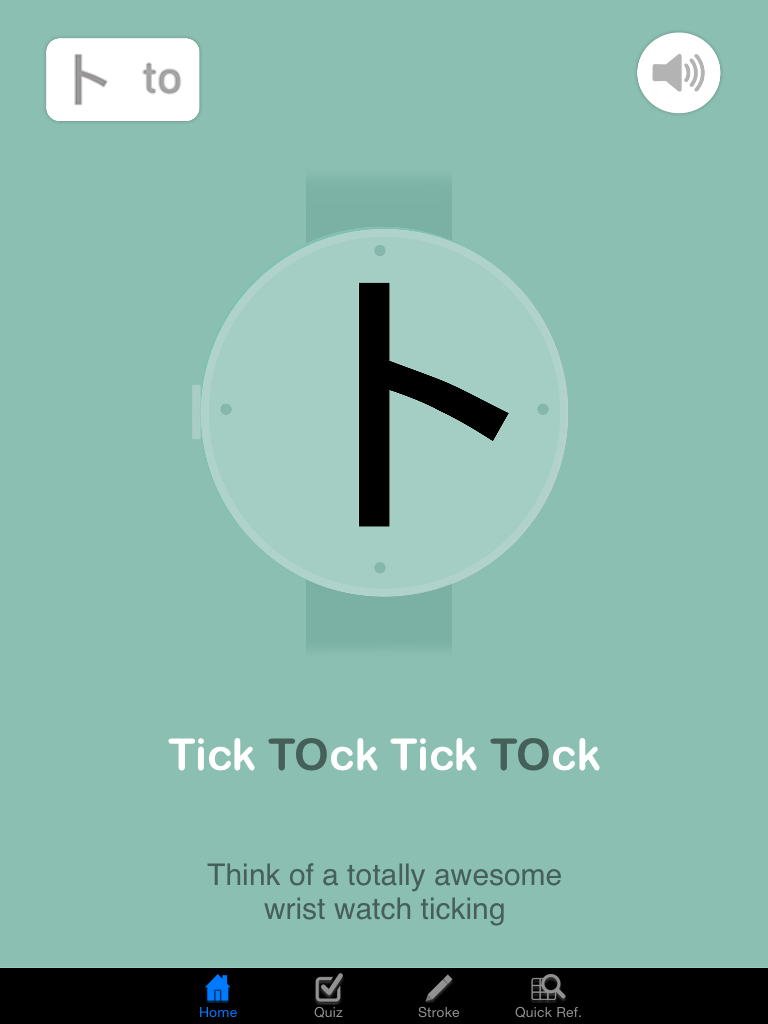 ト to
ト
Tick TOck Tick TOck
Think of a totally awesome
wrist watch ticking
Home Quiz Stroke Quick Ref.